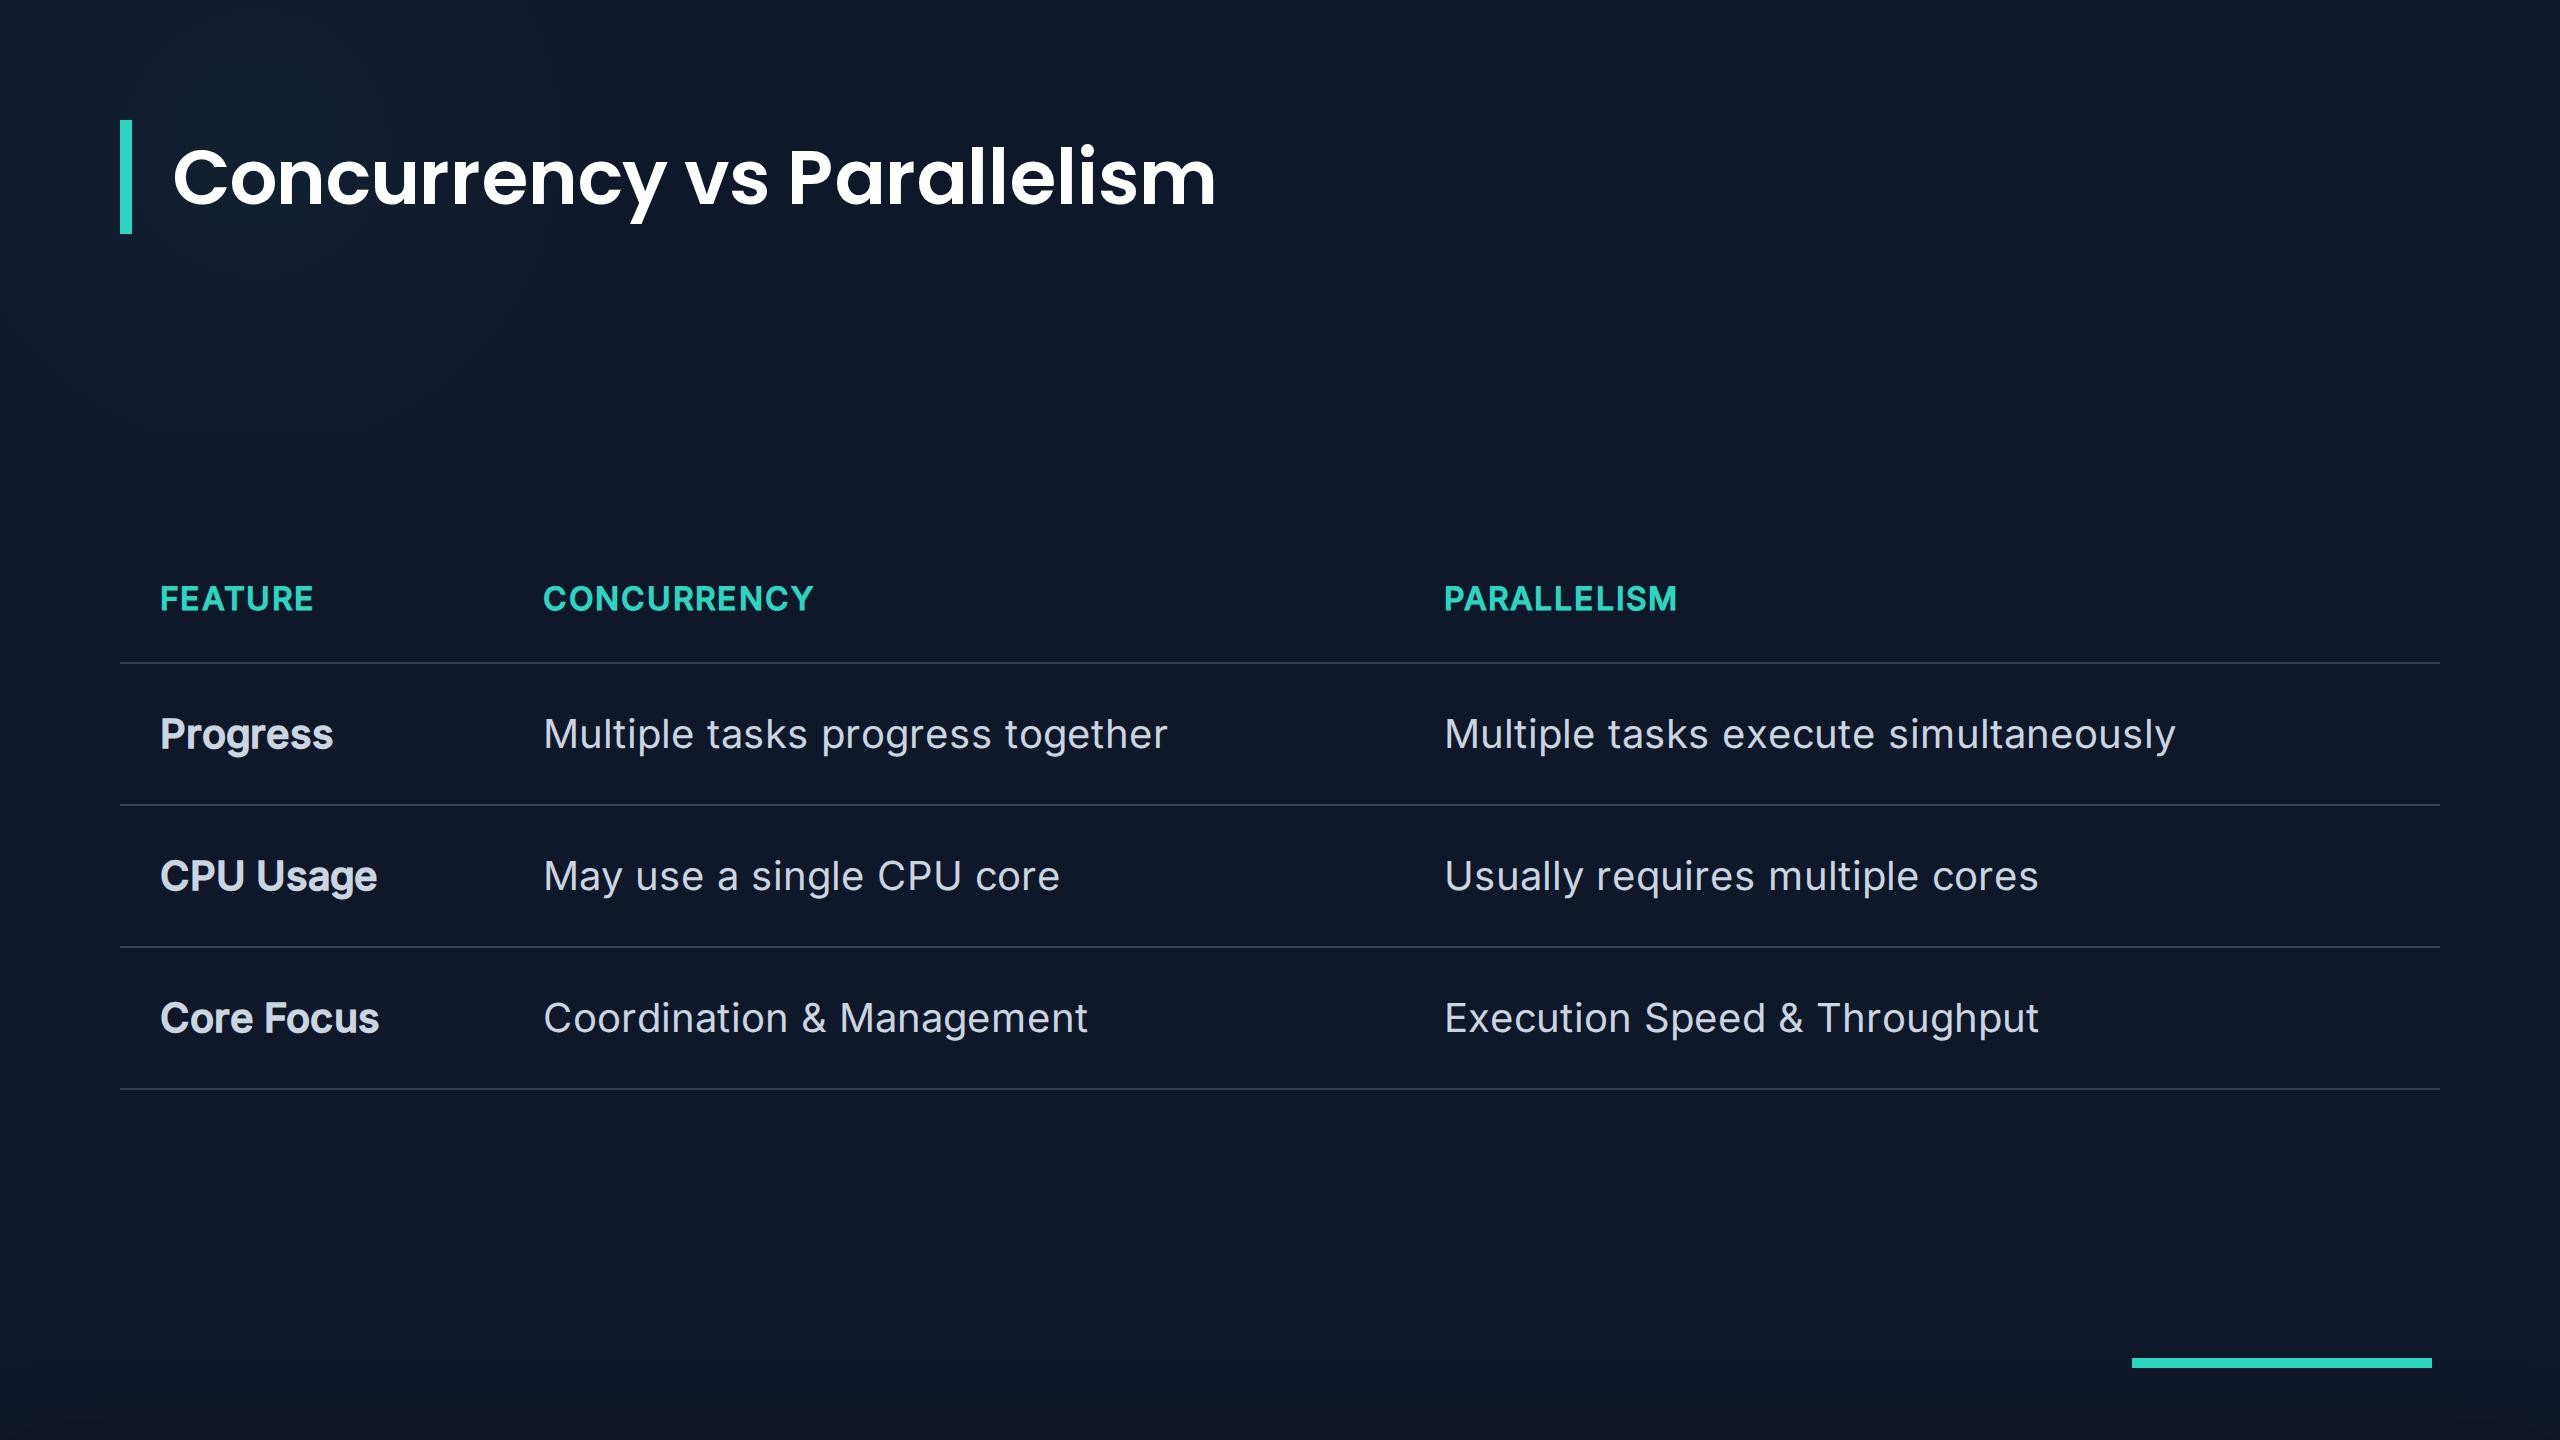 Concurrency vs Parallelism
FEATURE CONCURRENCY PARALLELISM
Progress Multiple tasks progress together Multiple tasks execute simultaneously
CPU Usage May use a single CPU core Usually requires multiple cores
Core Focus Coordination & Management Execution Speed & Throughput